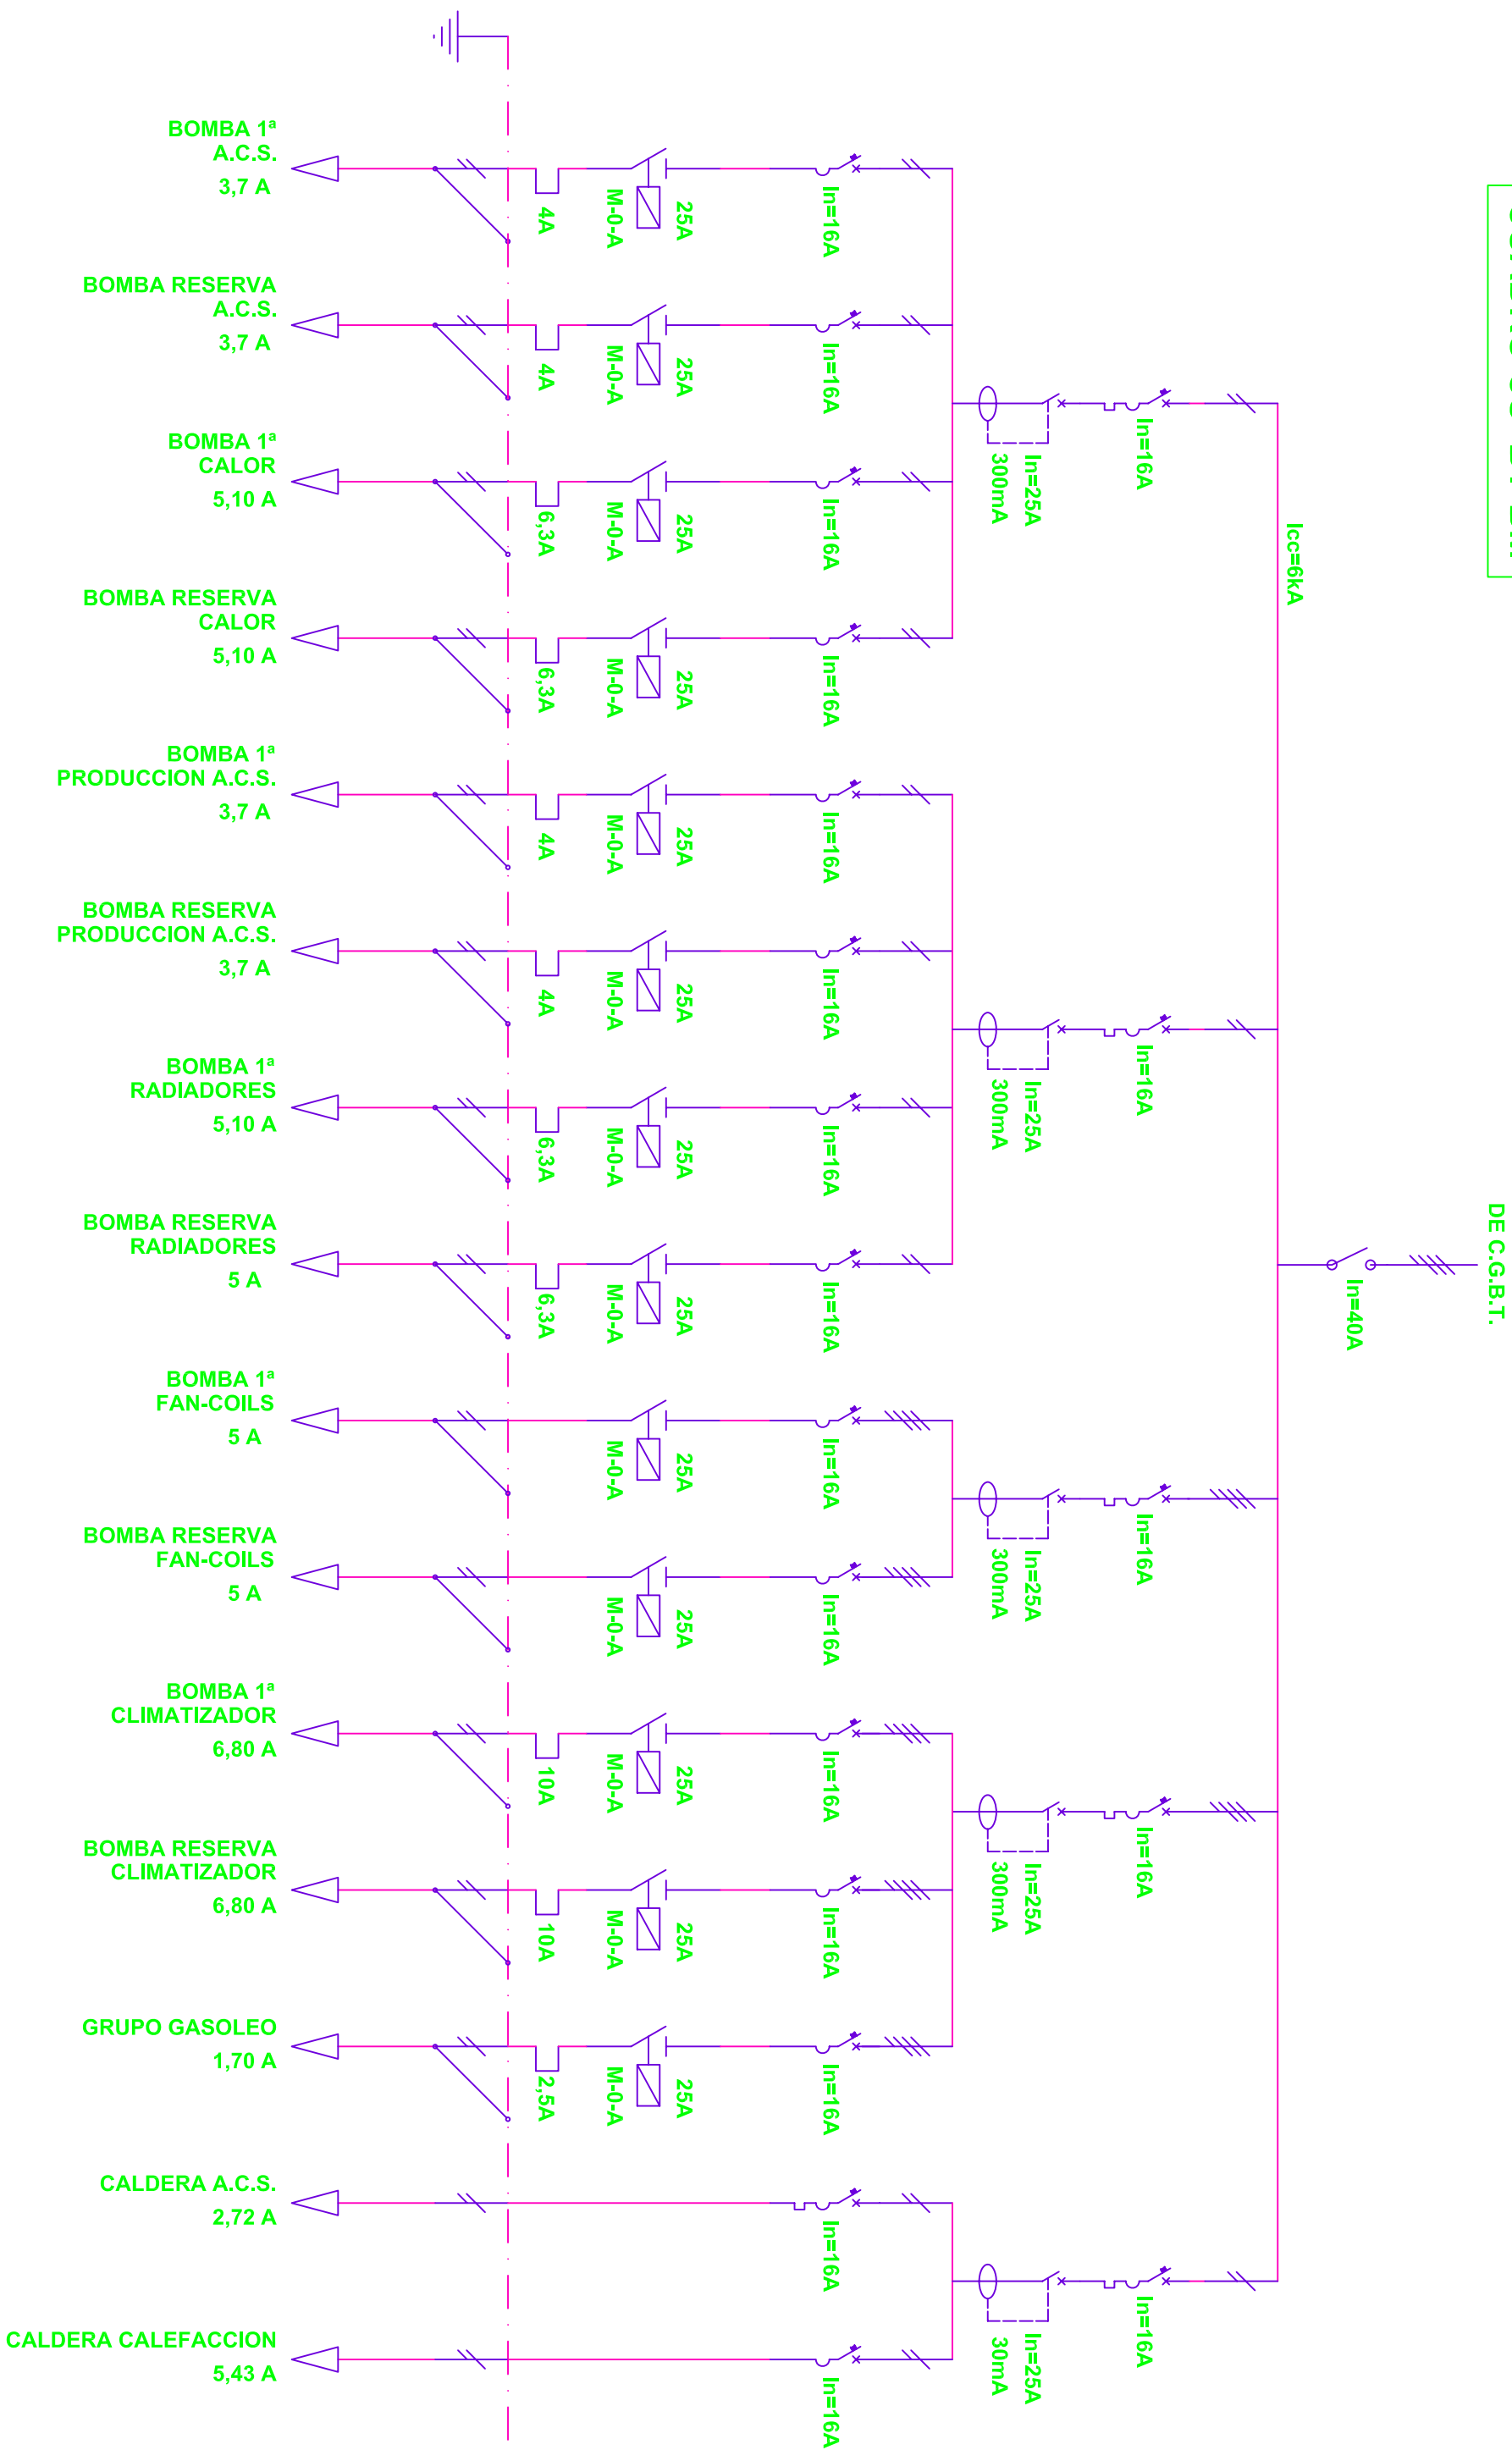 DE C.G.B.T.
In=40A
Icc=6kA
In=16A
In=25A
300mA
In=16A
In=25A
300mA
In=16A
In=25A
300mA
In=16A
In=25A
300mA
In=16A
In=25A
30mA
BOMBA 1ª
A.C.S.
3,7 A
4A
M-0-A
25A
In=16A
BOMBA RESERVA
A.C.S.
3,7 A
4A
M-0-A
25A
In=16A
BOMBA 1ª
CALOR
5,10 A
6,3A
M-0-A
25A
In=16A
BOMBA RESERVA
CALOR
5,10 A
6,3A
M-0-A
25A
In=16A
BOMBA 1ª
PRODUCCION A.C.S.
3,7 A
4A
M-0-A
25A
In=16A
BOMBA RESERVA
PRODUCCION A.C.S.
3,7 A
4A
M-0-A
25A
In=16A
BOMBA 1ª
RADIADORES
5,10 A
6,3A
M-0-A
25A
In=16A
BOMBA RESERVA
RADIADORES
5 A
6,3A
M-0-A
25A
In=16A
BOMBA 1ª
FAN-COILS
5 A
M-0-A
25A
In=16A
BOMBA RESERVA
FAN-COILS
5 A
M-0-A
25A
In=16A
BOMBA 1ª
CLIMATIZADOR
6,80 A
10A
M-0-A
25A
In=16A
BOMBA RESERVA
CLIMATIZADOR
6,80 A
10A
M-0-A
25A
In=16A
GRUPO GASOLEO
1,70 A
2,5A
M-0-A
25A
In=16A
CALDERA A.C.S.
2,72 A
In=16A
CALDERA CALEFACCION
5,43 A
In=16A